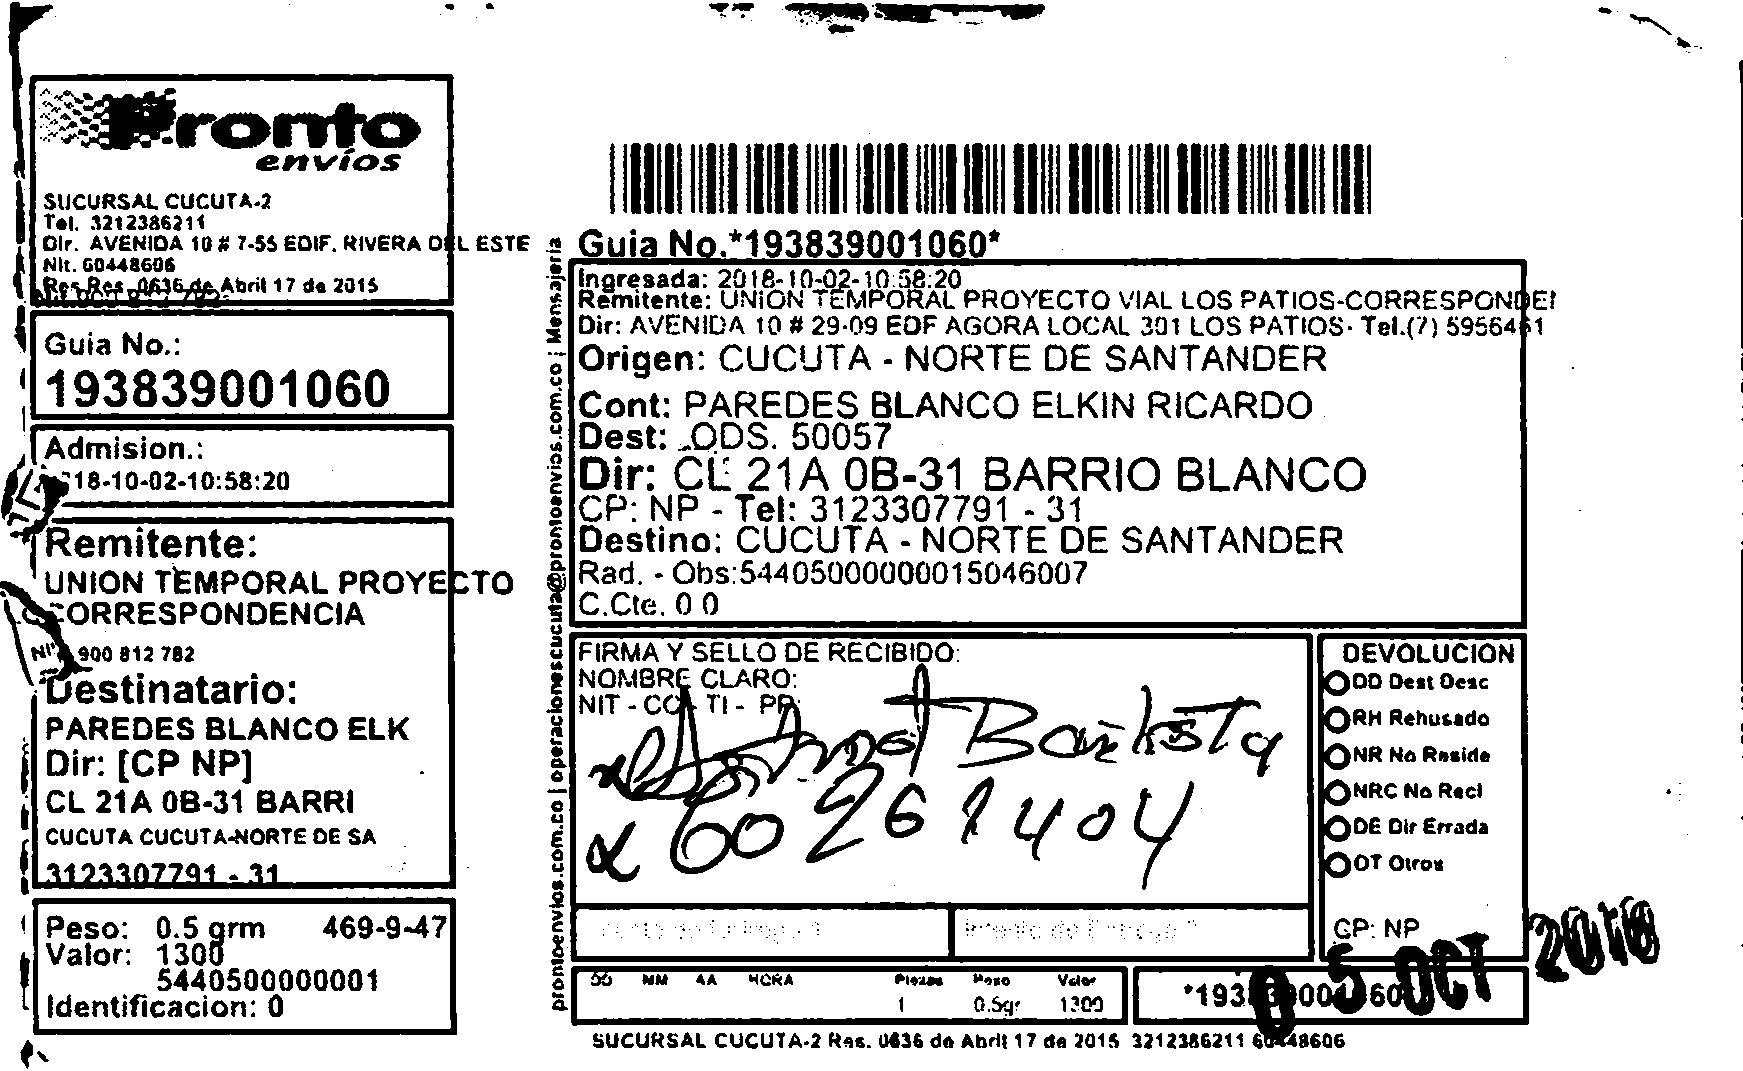 Pronto
envíos
SUCURSAL CUCUTA-2
Tel. 3212386211
Dir. AVENIDA 10 # 7-55 EDIF. RIVERA DEL ESTE
Nit. 60448606
Res.Res. 0636 de Abril 17 de 2015
Guia No.:
193839001060
Admision.:
18-10-02-10:58:20
Remitente:
UNION TEMPORAL PROYECTO
CORRESPONDENCIA
900 812 782
Destinatario:
PAREDES BLANCO ELK
Dir: [CP NP]
CL 21A 0B-31 BARRI
CUCUTA CUCUTA-NORTE DE SA
3123307791 - 31
Peso: 0.5 grm 469-9-47
Valor: 1300
5440500000001
Identificacion: 0
prontoenvios.com.co | operacionescucuta@prontoenvios.com.co | Mensajeria
Guia No.*193839001060*
Ingresada: 2018-10-02-10:58:20
Remitente: UNION TEMPORAL PROYECTO VIAL LOS PATIOS-CORRESPONDEN
Dir: AVENIDA 10 # 29-09 EDF AGORA LOCAL 301 LOS PATIOS- Tel.(7) 5956461
Origen: CUCUTA - NORTE DE SANTANDER
Cont: PAREDES BLANCO ELKIN RICARDO
Dest: .ODS. 50057
Dir: CL 21A 0B-31 BARRIO BLANCO
CP: NP - Tel: 3123307791 - 31
Destino: CUCUTA - NORTE DE SANTANDER
Rad. - Obs:54405000000015046007
C.Cte. 0 0
FIRMA Y SELLO DE RECIBIDO:
NOMBRE CLARO:
NIT - CC - TI - PP:
Bautista
60261404
DEVOLUCION
DD Dest Desc
RH Rehusado
NR No Reside
NRC No Recl
DE Dir Errada
OT Otros
CP: NP
05 OCT 2018
MM AA HORA Piezas Peso Valor
1 0.5gr 1300
*193839001060*
SUCURSAL CUCUTA-2 Res. 0636 de Abril 17 de 2015 3212386211 60448606